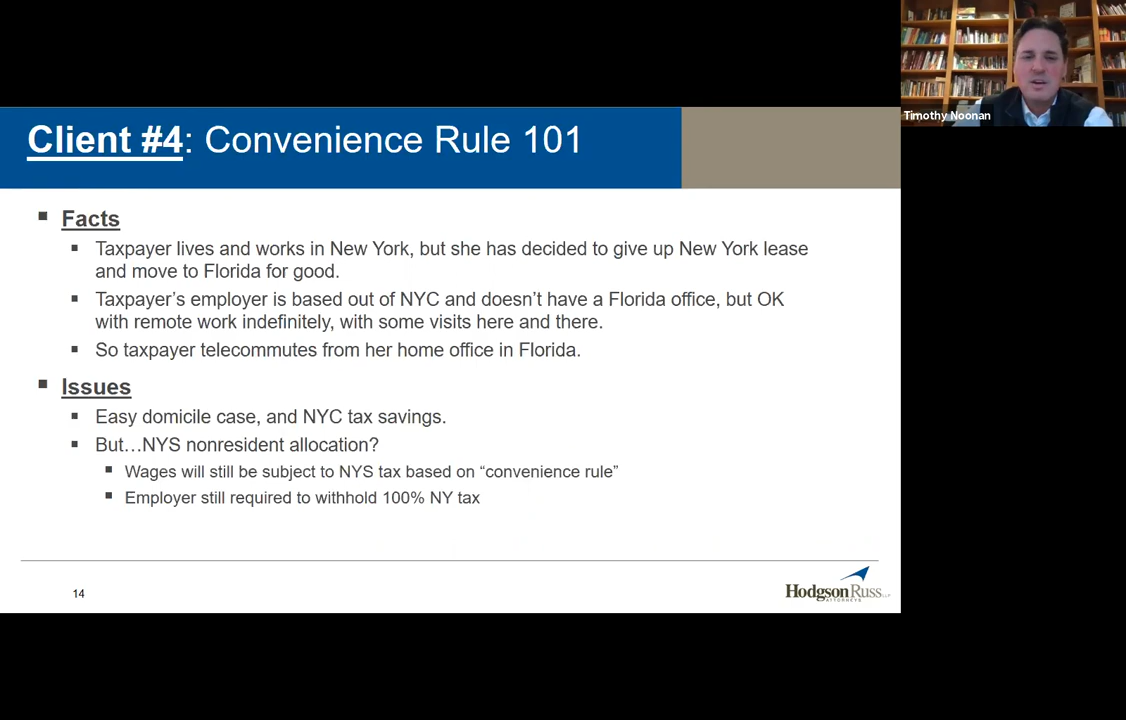 Timothy Noonan
Client #4: Convenience Rule 101
▪ Facts
▪ Taxpayer lives and works in New York, but she has decided to give up New York lease
and move to Florida for good.
▪ Taxpayer's employer is based out of NYC and doesn't have a Florida office, but OK
with remote work indefinitely, with some visits here and there.
▪ So taxpayer telecommutes from her home office in Florida.
▪ Issues
▪ Easy domicile case, and NYC tax savings.
▪ But…NYS nonresident allocation?
▪ Wages will still be subject to NYS tax based on “convenience rule”
▪ Employer still required to withhold 100% NY tax
14
HodgsonRuss LLP
ATTORNEYS